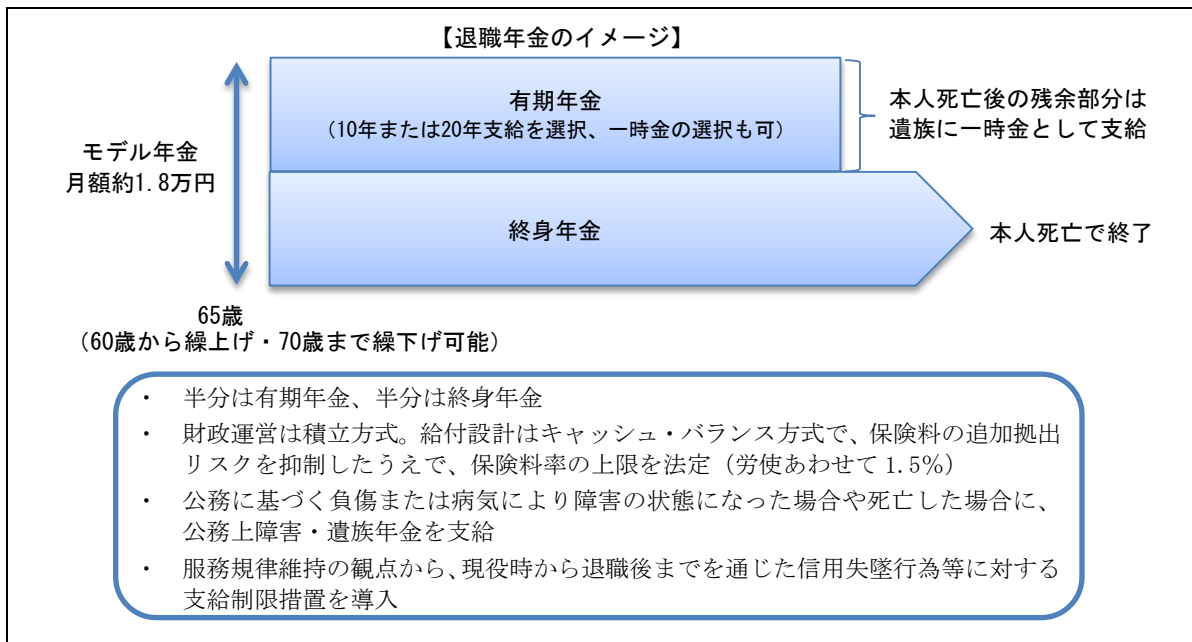 【退職年金のイメージ】
有期年金
（10年または20年支給を選択、一時金の選択も可）
本人死亡後の残余部分は
遺族に一時金として支給
モデル年金
月額約1.8万円
終身年金
本人死亡で終了
65歳
（60歳から繰上げ・70歳まで繰下げ可能）
・ 半分は有期年金、半分は終身年金
・ 財政運営は積立方式。給付設計はキャッシュ・バランス方式で、保険料の追加拠出
リスクを抑制したうえで、保険料率の上限を法定（労使あわせて 1.5%）
・ 公務に基づく負傷または病気により障害の状態になった場合や死亡した場合に、
公務上障害・遺族年金を支給
・ 服務規律維持の観点から、現役時から退職後までを通じた信用失墜行為等に対する
支給制限措置を導入